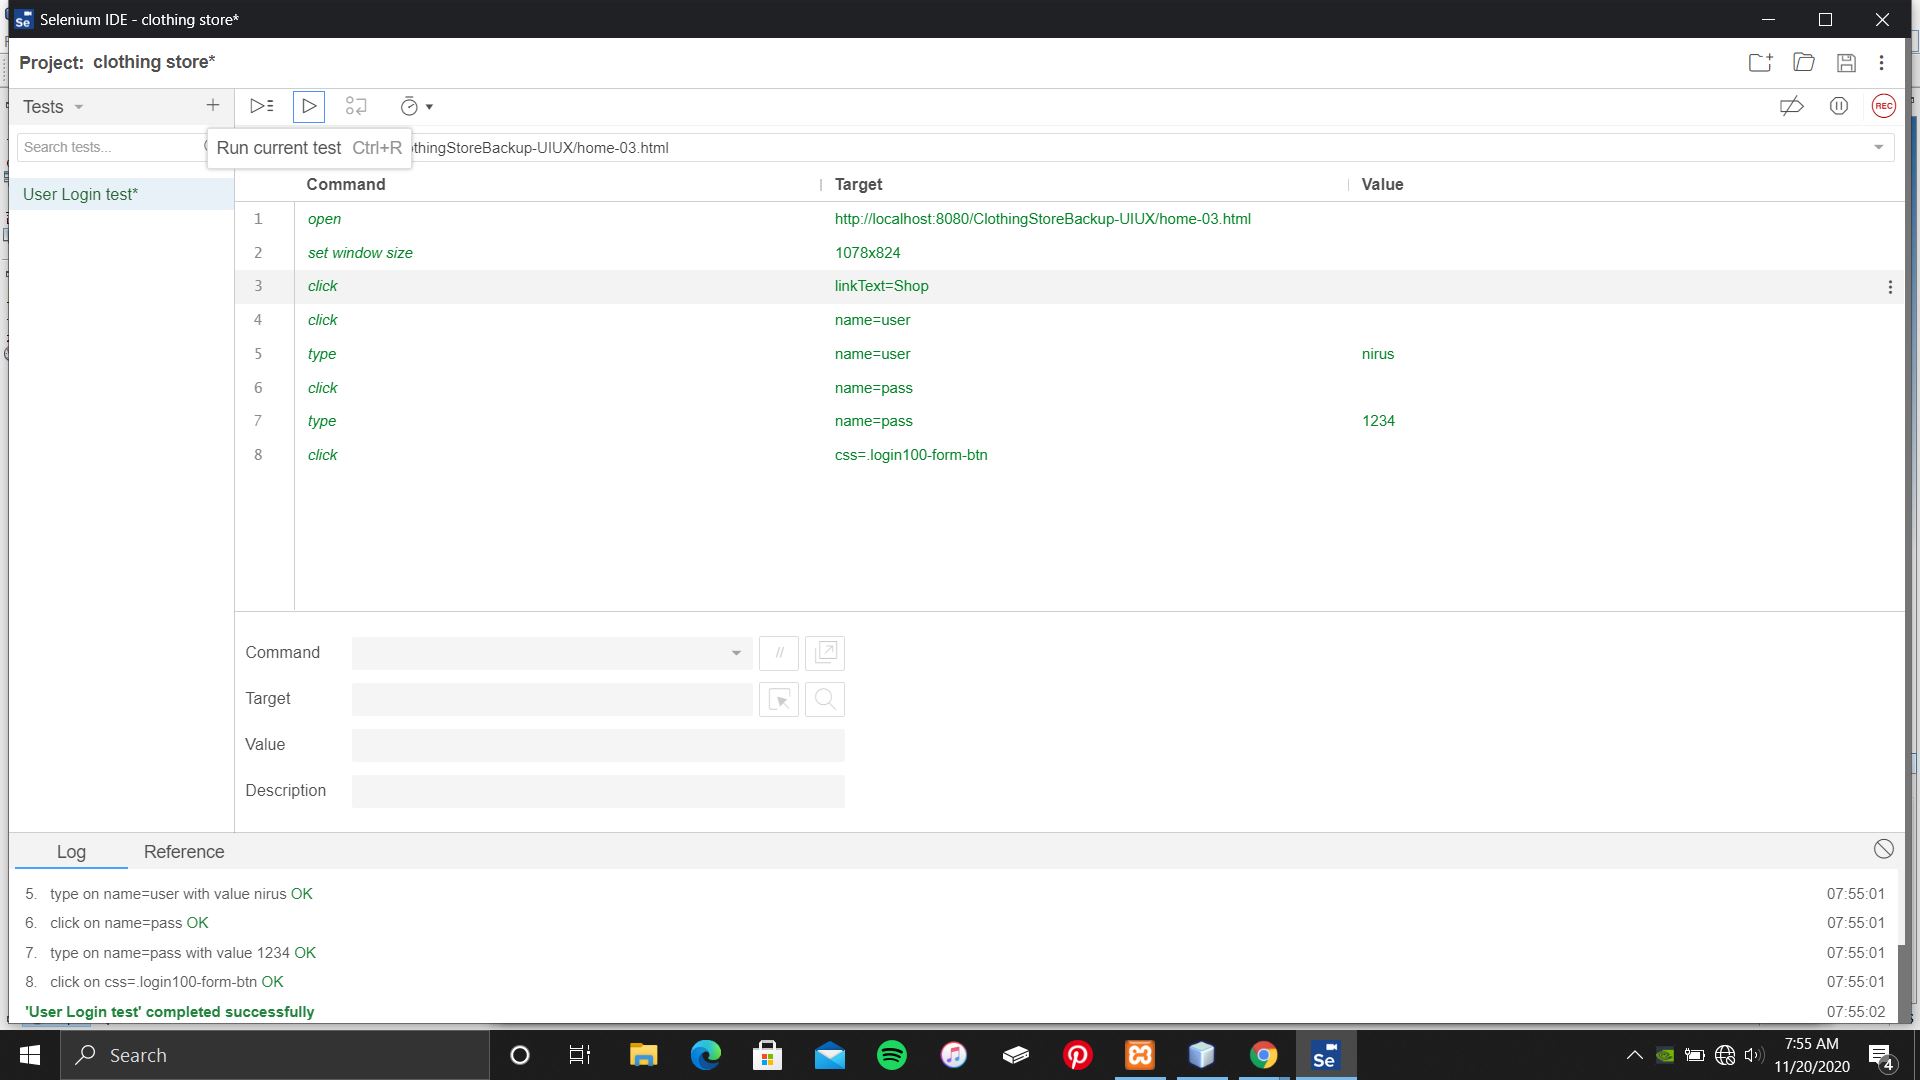 Selenium IDE - clothing store*
Project: clothing store*
Tests
Search tests...
Run current test Ctrl+R
othingStoreBackup-UIUX/home-03.html
REC
User Login test*
Command Target Value
1 open http://localhost:8080/ClothingStoreBackup-UIUX/home-03.html
2 set window size 1078x824
3 click linkText=Shop
4 click name=user
5 type name=user nirus
6 click name=pass
7 type name=pass 1234
8 click css=.login100-form-btn
Command //
Target
Value
Description
Log Reference
5. type on name=user with value nirus OK 07:55:01
6. click on name=pass OK 07:55:01
7. type on name=pass with value 1234 OK 07:55:01
8. click on css=.login100-form-btn OK 07:55:01
'User Login test' completed successfully 07:55:02
Search
Se
7:55 AM
11/20/2020
4